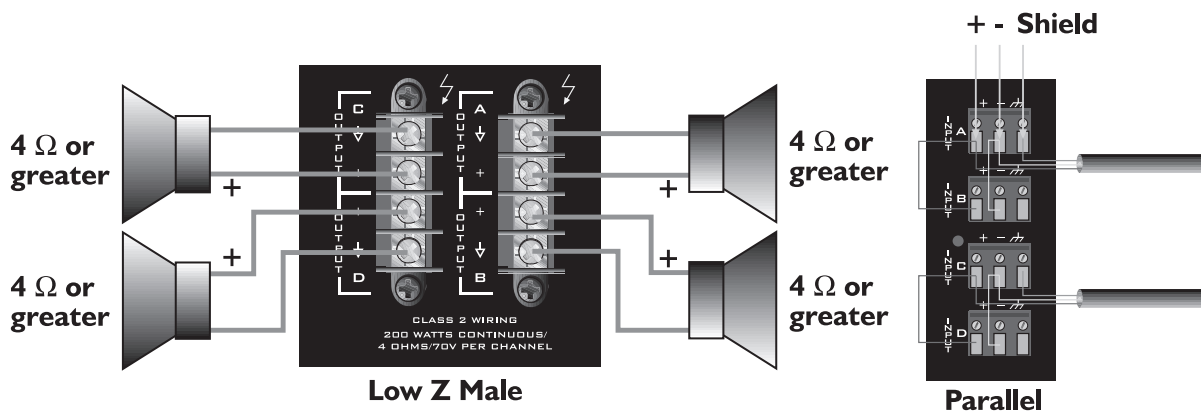 + - Shield
4 Ω or
greater
+
4 Ω or
greater
+
C
OUTPUT
+
+
OUTPUT
D
A
OUTPUT
+
+
OUTPUT
B
CLASS 2 WIRING
200 WATTS CONTINUOUS/
4 OHMS/70V PER CHANNEL
Low Z Male
+
4 Ω or
greater
+
4 Ω or
greater
+ -
INPUT A
+ -
INPUT B
+ -
INPUT C
+ -
INPUT D
Parallel